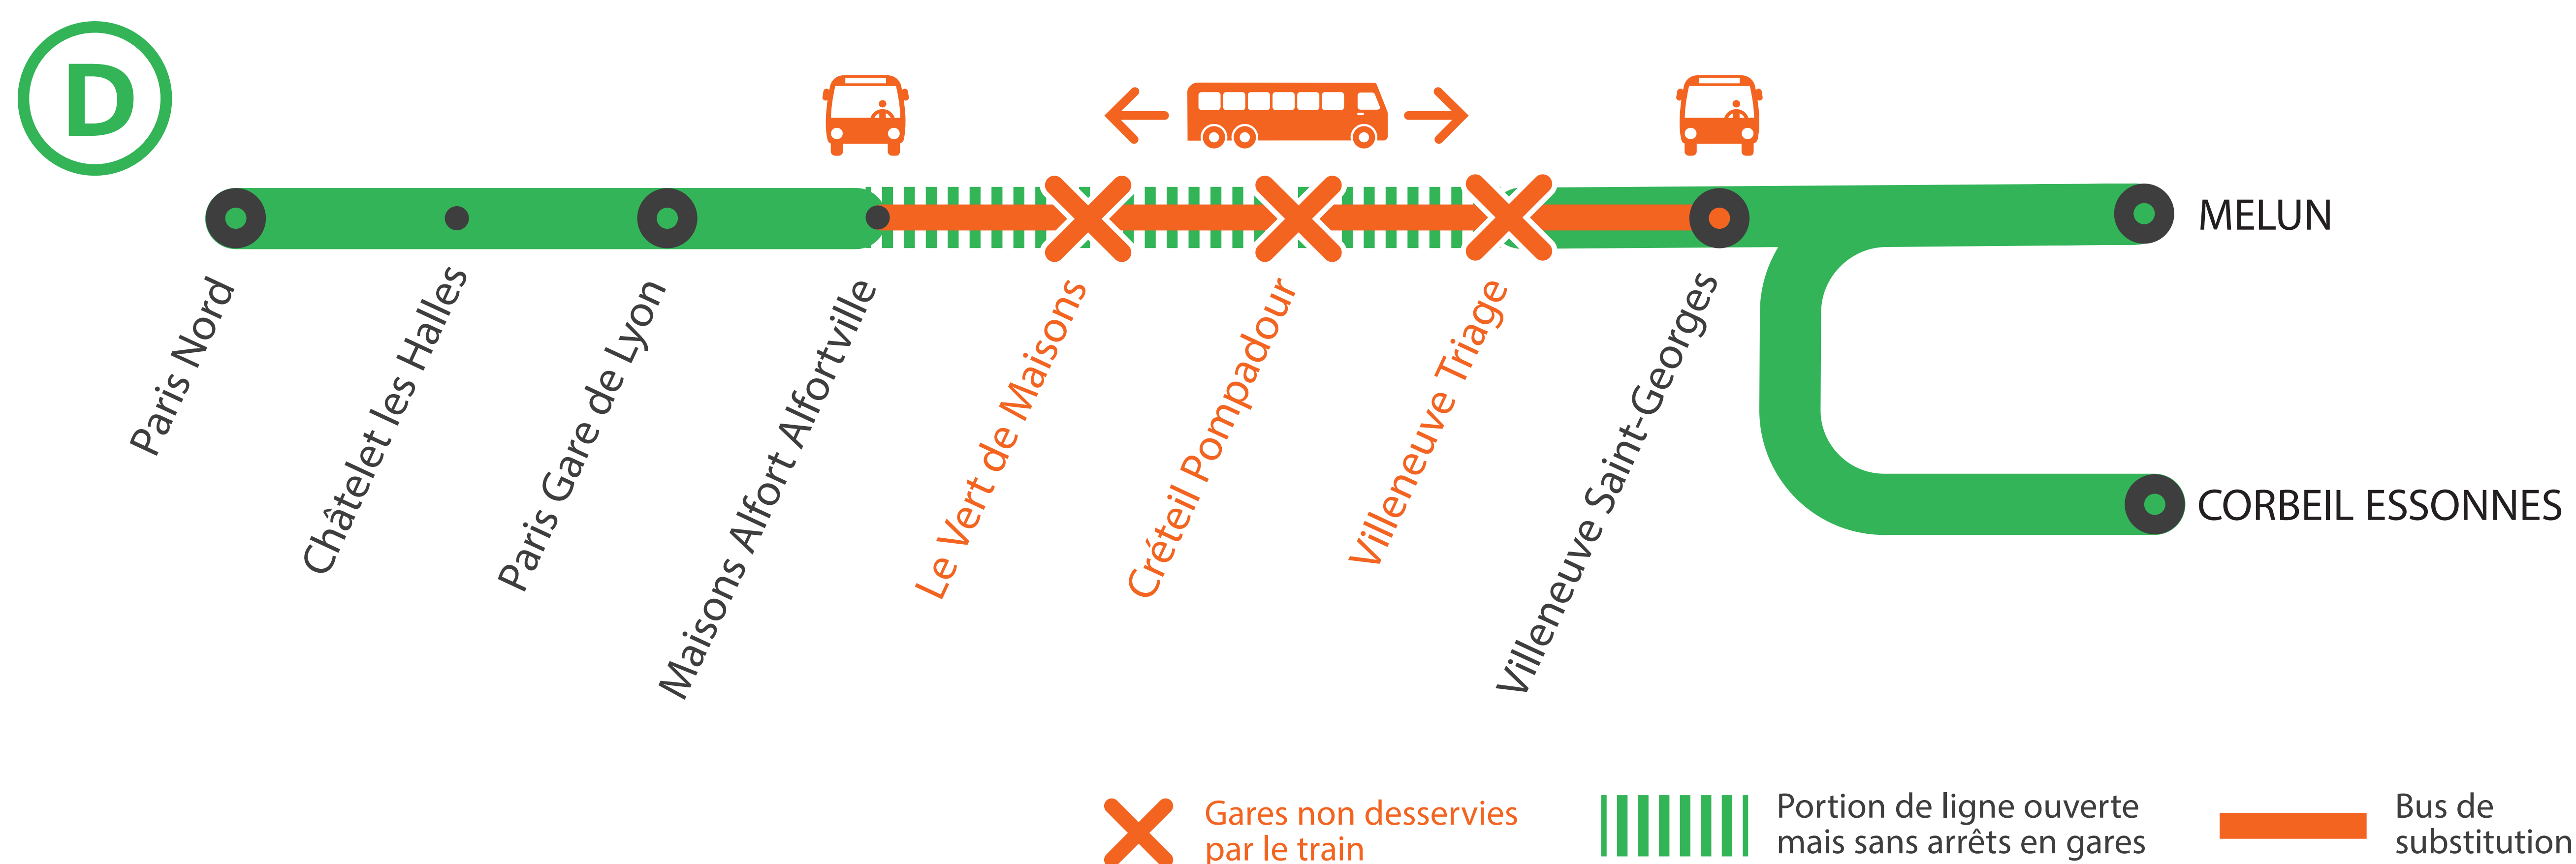 D
Paris Nord
Châtelet les Halles
Paris Gare de Lyon
Maisons Alfort Alfortville
Le Vert de Maisons
Créteil Pompadour
Villeneuve Triage
Villeneuve Saint-Georges
MELUN
CORBEIL ESSONNES
Gares non desservies
par le train
Portion de ligne ouverte
mais sans arrêts en gares
Bus de
substitution